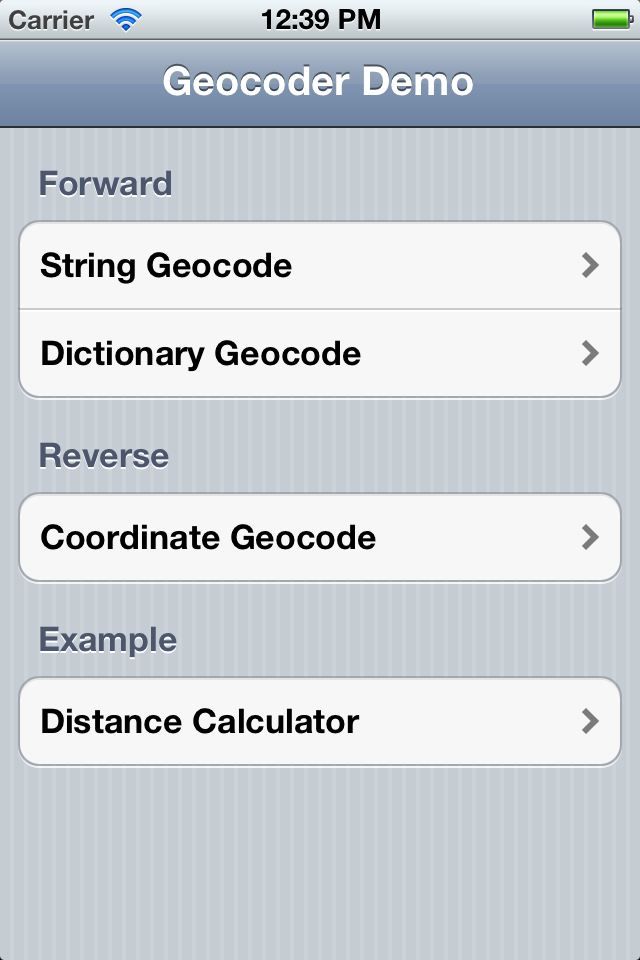 Carrier 12:39 PM
Geocoder Demo
Forward
String Geocode
Dictionary Geocode
Reverse
Coordinate Geocode
Example
Distance Calculator